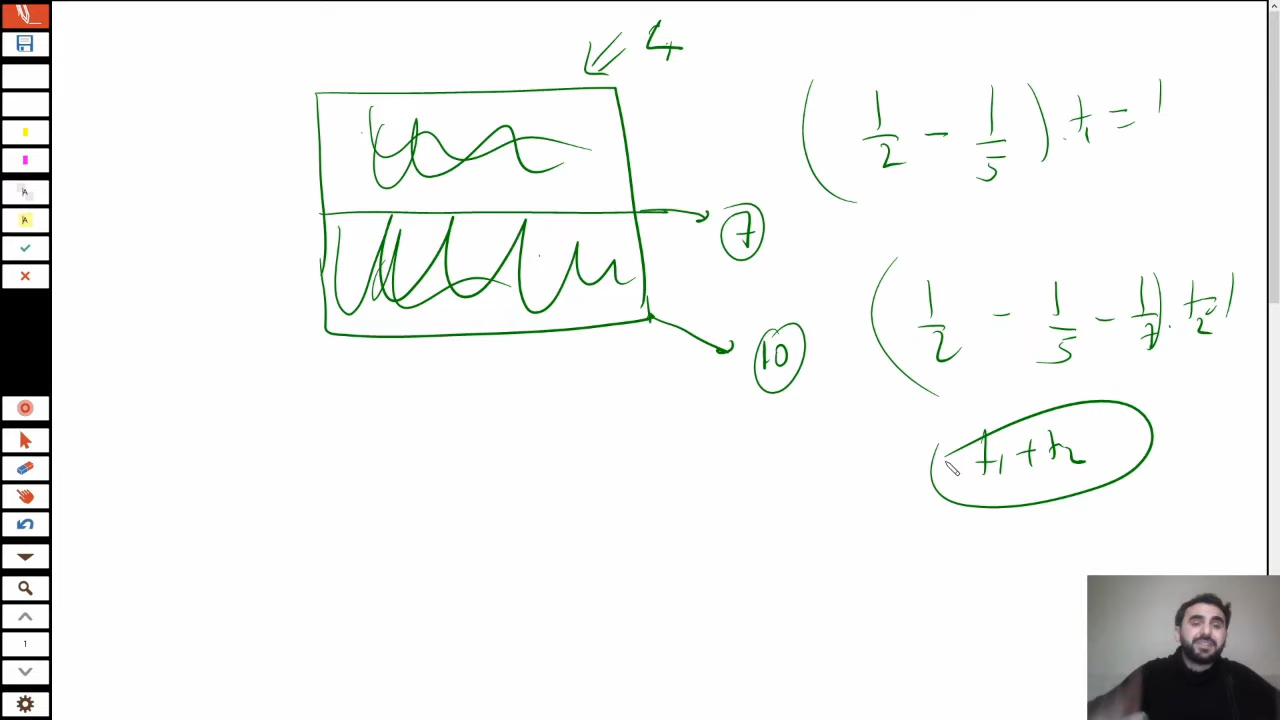 4
(1/2 - 1/5) . t₁ = 1
7
(1/2 - 1/5 - 1/7) . t₂ = 1
10
t₁ + t₂
A
A
1